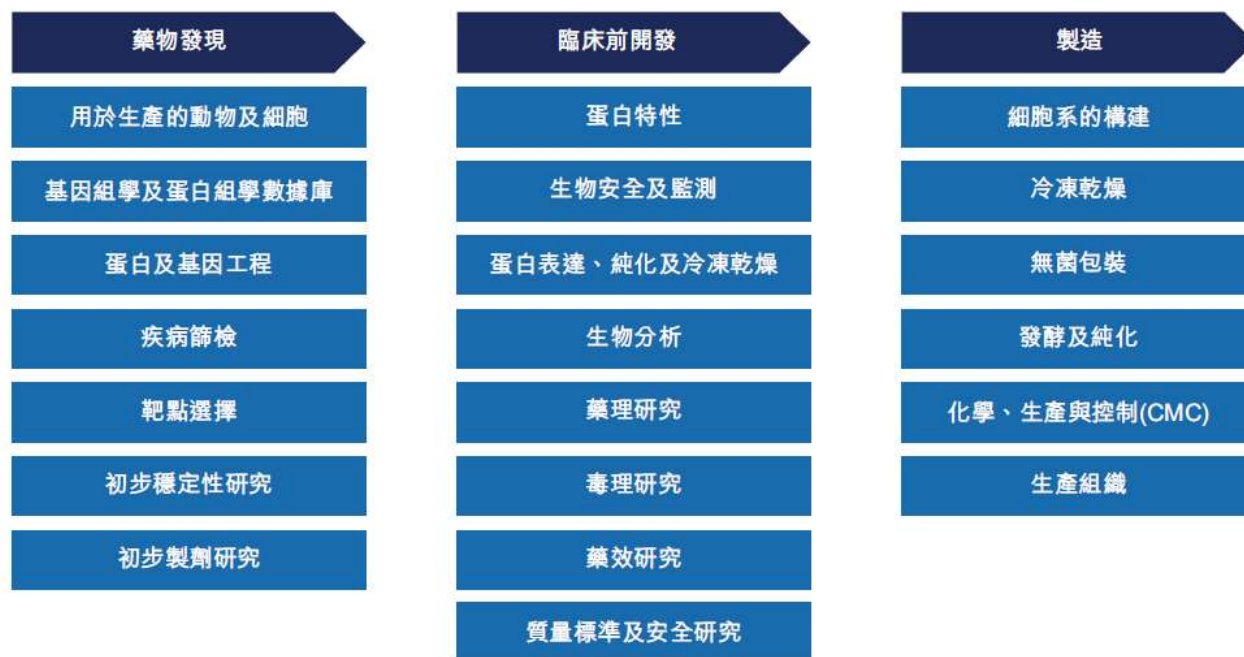 藥物發現
用於生產的動物及細胞
基因組學及蛋白組學數據庫
蛋白及基因工程
疾病篩檢
靶點選擇
初步穩定性研究
初步製劑研究
臨床前開發
蛋白特性
生物安全及監測
蛋白表達、純化及冷凍乾燥
生物分析
藥理研究
毒理研究
藥效研究
質量標準及安全研究
製造
細胞系的構建
冷凍乾燥
無菌包裝
發酵及純化
化學、生產與控制(CMC)
生產組織